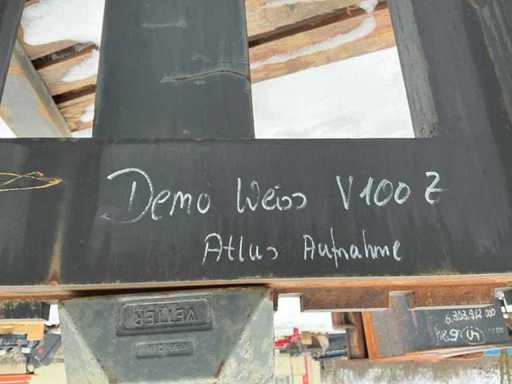 Demo Weiss V100 Z
Atlus Aufnahme
VETTER